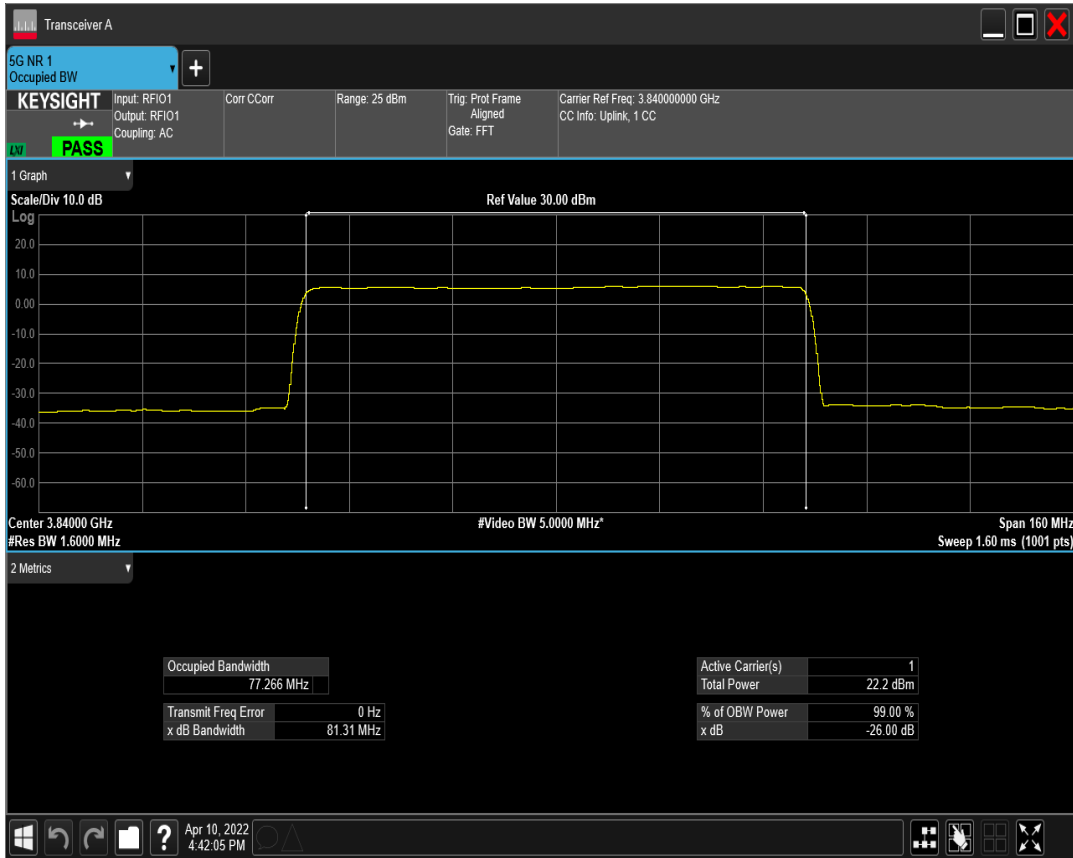 Transceiver A
5G NR 1
Occupied BW
KEYSIGHT
LXI
PASS
Input: RFIO1
Output: RFIO1
Coupling: AC
Corr CCorr
Range: 25 dBm
Trig: Prot Frame
Aligned
Gate: FFT
Carrier Ref Freq: 3.840000000 GHz
CC Info: Uplink, 1 CC
1 Graph
Scale/Div 10.0 dB
Ref Value 30.00 dBm
Log
20.0
10.0
0.00
-10.0
-20.0
-30.0
-40.0
-50.0
-60.0
Center 3.84000 GHz
#Video BW 5.0000 MHz*
Span 160 MHz
#Res BW 1.6000 MHz
Sweep 1.60 ms (1001 pts)
2 Metrics
Occupied Bandwidth
77.266 MHz
Transmit Freq Error 0 Hz
x dB Bandwidth 81.31 MHz
Active Carrier(s) 1
Total Power 22.2 dBm
% of OBW Power 99.00 %
x dB -26.00 dB
?
Apr 10, 2022
4:42:05 PM